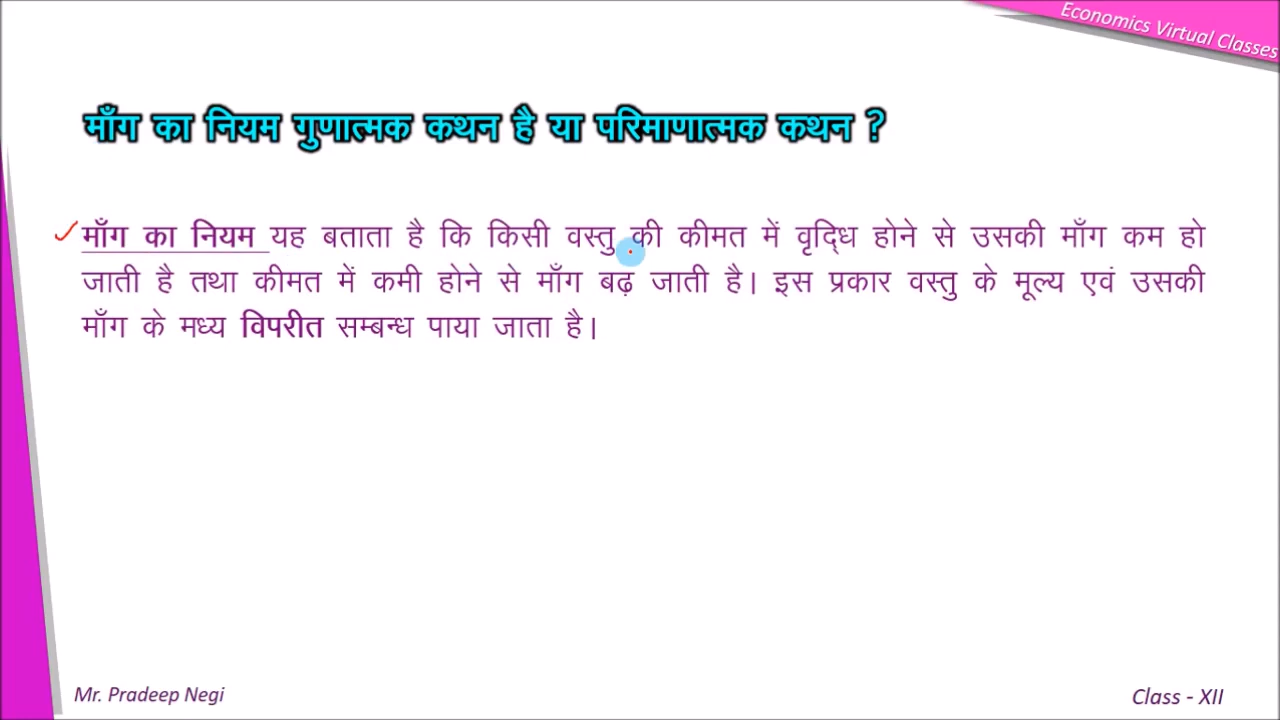 Economics Virtual Classes
माँग का नियम गुणात्मक कथन है या परिमाणात्मक कथन ?
माँग का नियम यह बताता है कि किसी वस्तु की कीमत में वृद्धि होने से उसकी माँग कम हो
जाती है तथा कीमत में कमी होने से माँग बढ़ जाती है। इस प्रकार वस्तु के मूल्य एवं उसकी
माँग के मध्य विपरीत सम्बन्ध पाया जाता है।
Mr. Pradeep Negi
Class - XII